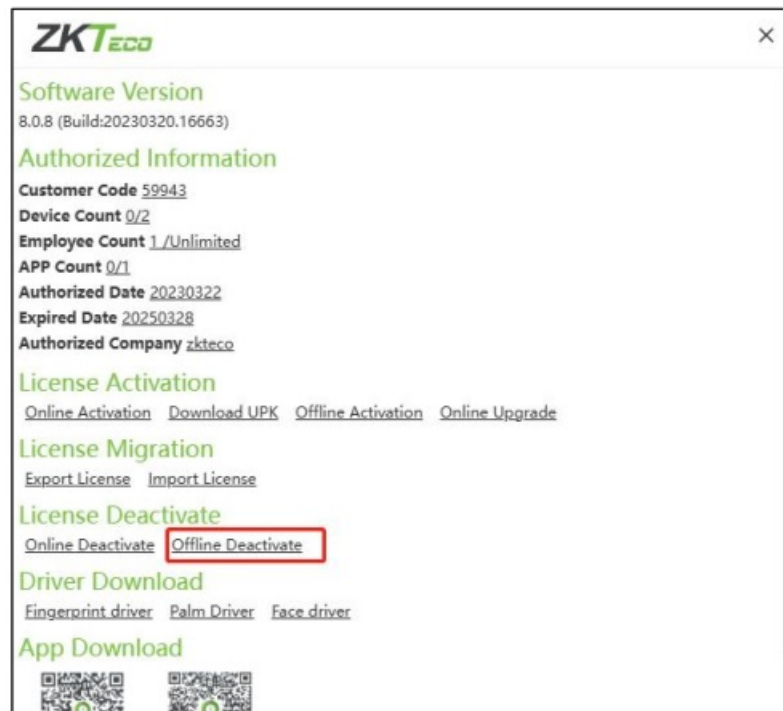 ZKTeco
Software Version
8.0.8 (Build:20230320.16663)
Authorized Information
Customer Code 59943
Device Count 0/2
Employee Count 1 /Unlimited
APP Count 0/1
Authorized Date 20230322
Expired Date 20250328
Authorized Company zkteco
License Activation
Online Activation Download UPK Offline Activation Online Upgrade
License Migration
Export License Import License
License Deactivate
Online Deactivate Offline Deactivate
Driver Download
Fingerprint driver Palm Driver Face driver
App Download